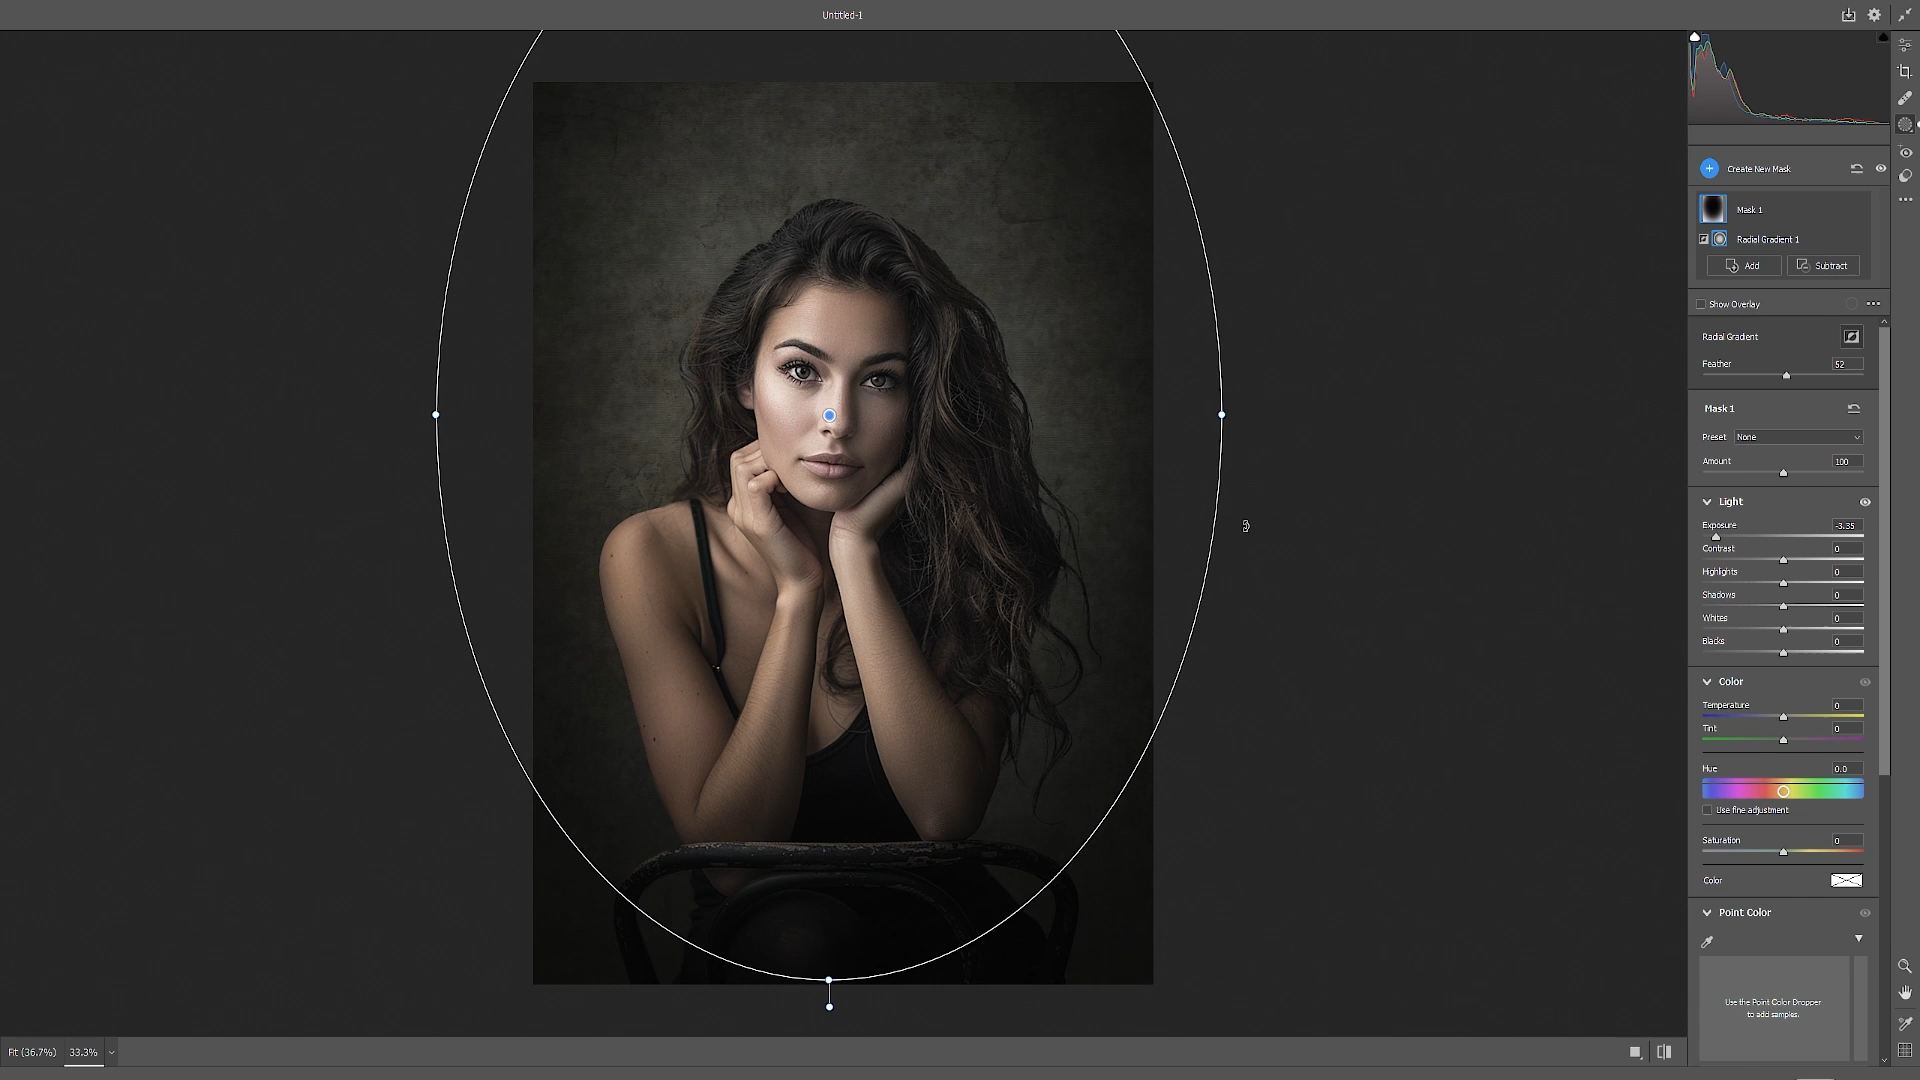 Untitled-1
Create New Mask
Mask 1
Radial Gradient 1
Add Subtract
Show Overlay
Radial Gradient
Feather 52
Mask 1
Preset None
Amount 100
Light
Exposure -3.35
Contrast 0
Highlights 0
Shadows 0
Whites 0
Blacks 0
Color
Temperature 0
Tint 0
Hue 0.0
Use fine adjustment
Saturation 0
Color
Point Color
Use the Point Color Dropper
to add samples.
Fit (36.7%) 33.3%